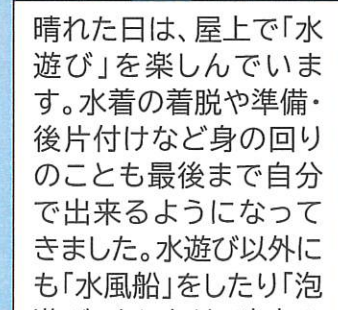 晴れた日は、屋上で「水
遊び」を楽しんでいま
す。水着の着脱や準備・
後片付けなど身の回り
のことも最後まで自分
で出来るようになって
きました。水遊び以外に
も「水風船」をしたり「泡